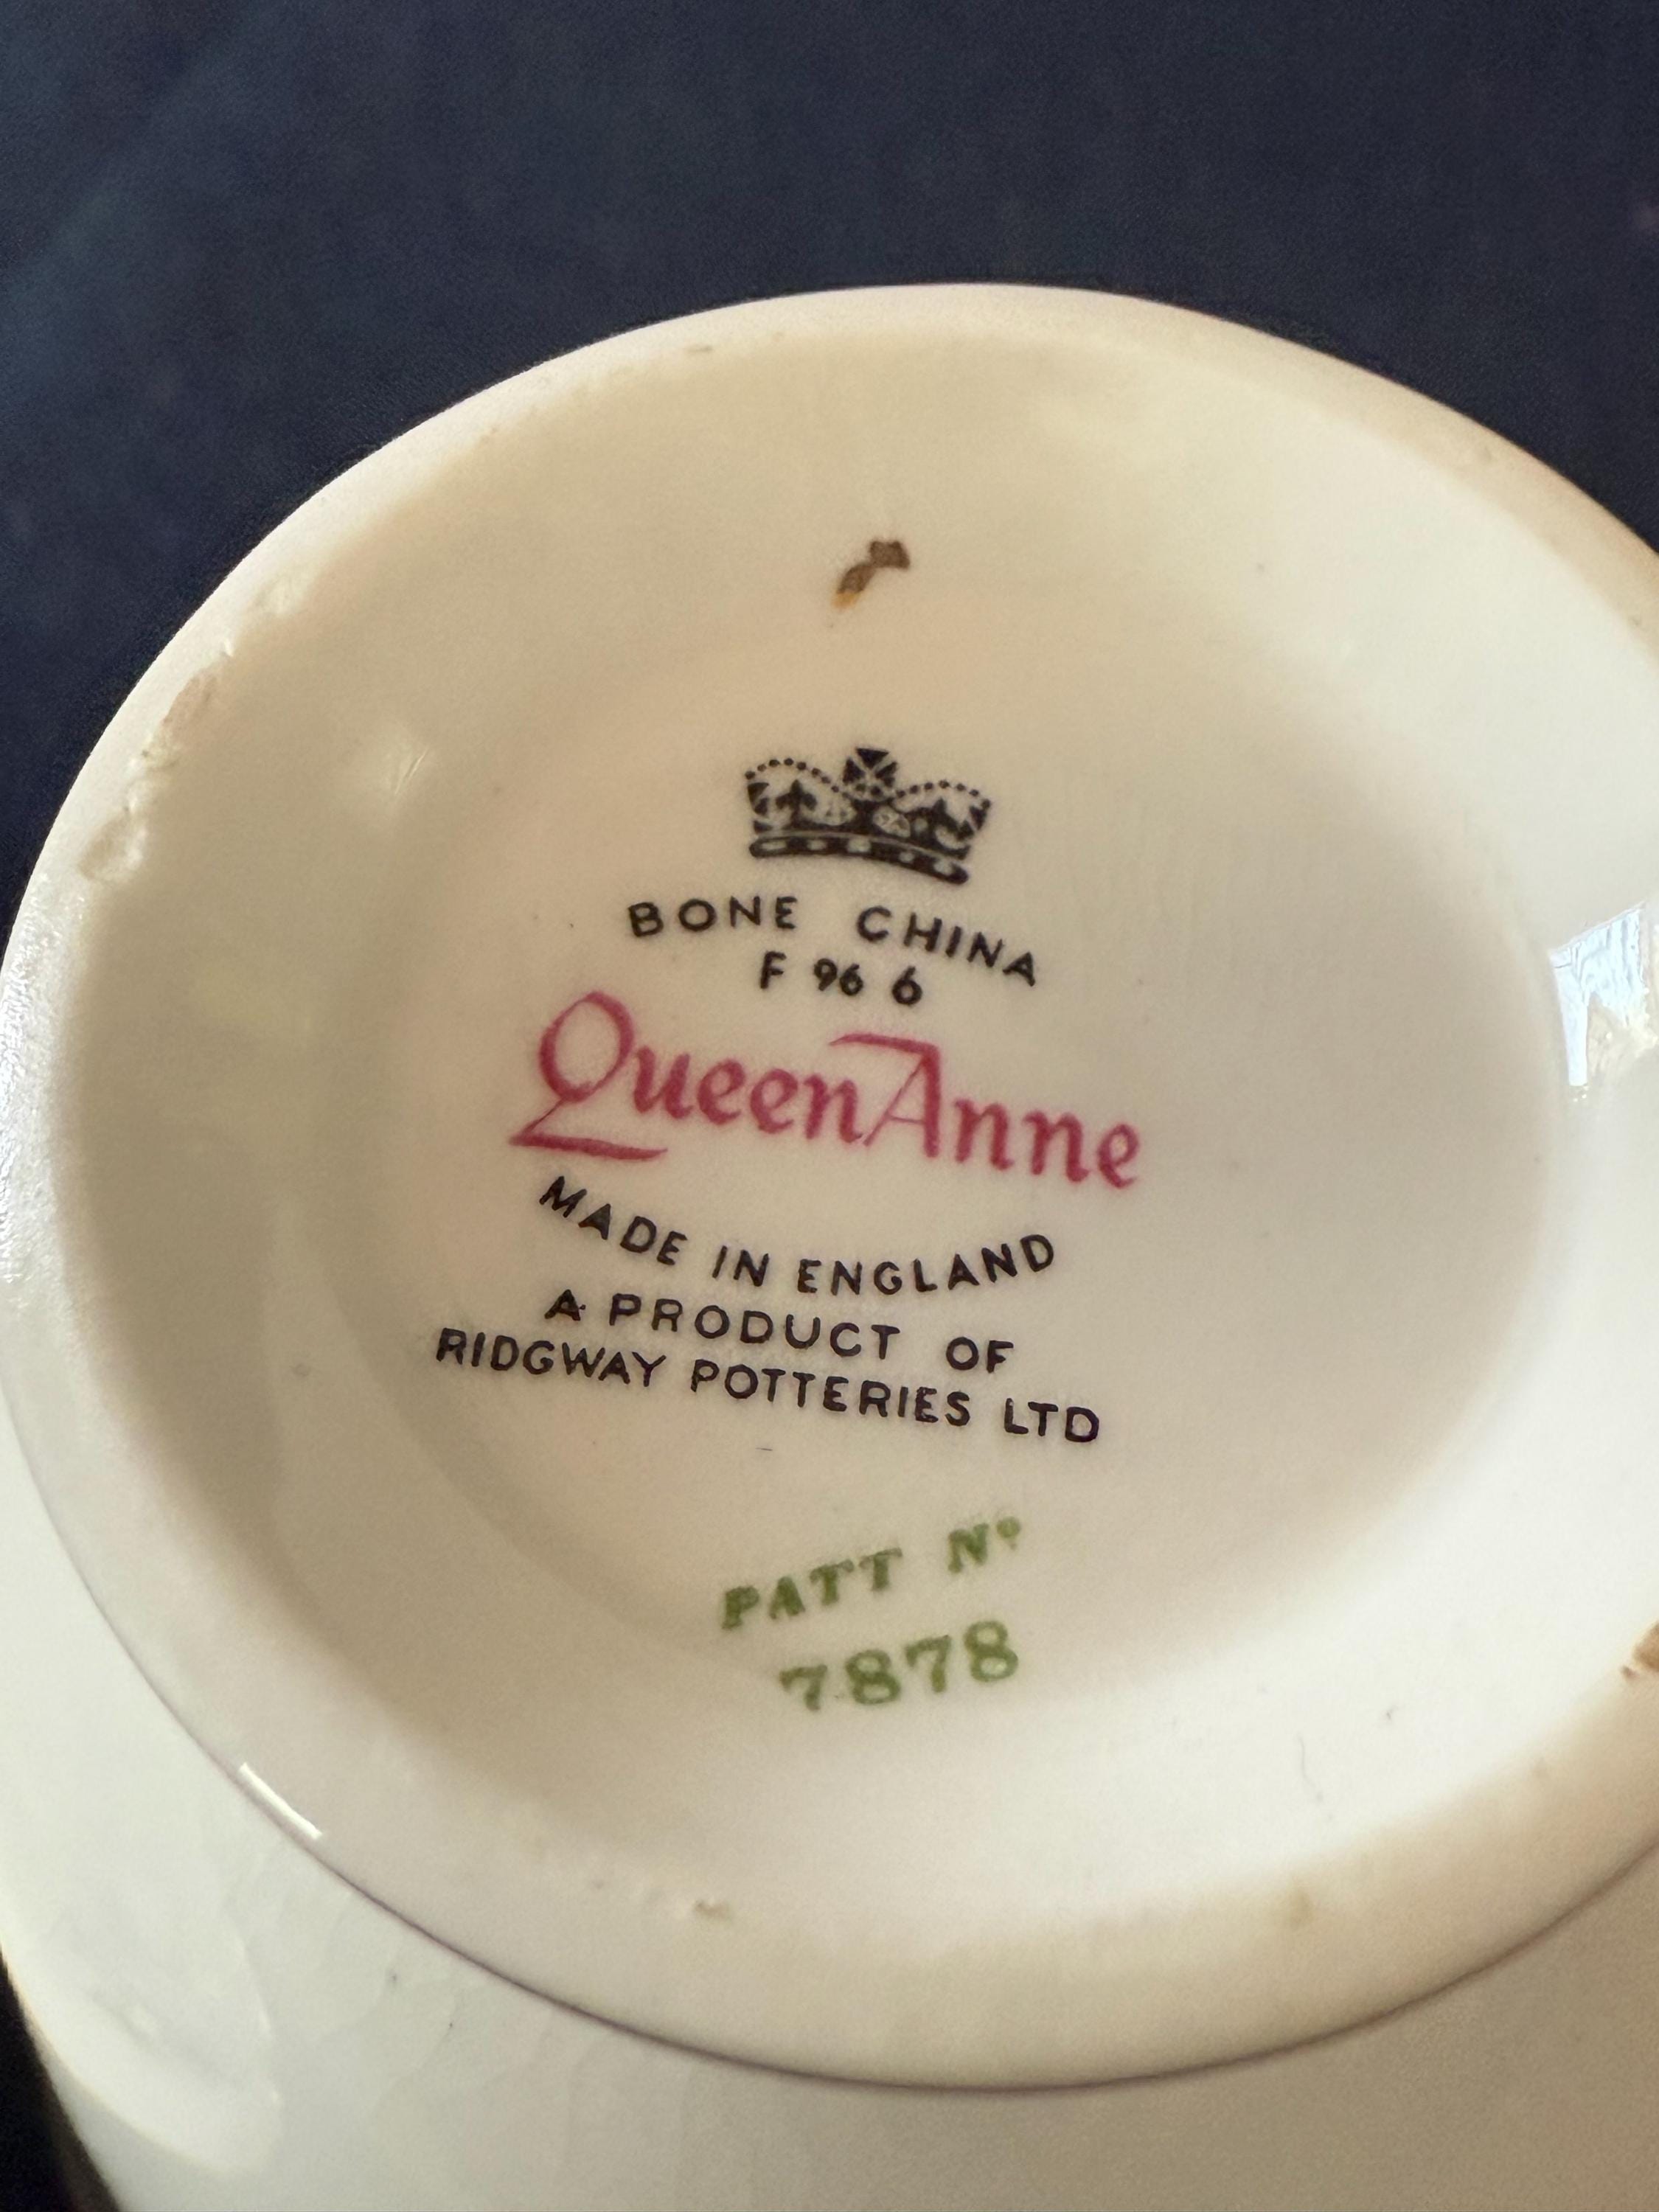 BONE CHINA
F 96 6
Queen Anne
MADE IN ENGLAND
A PRODUCT OF
RIDGWAY POTTERIES LTD
PATT Nº
7878